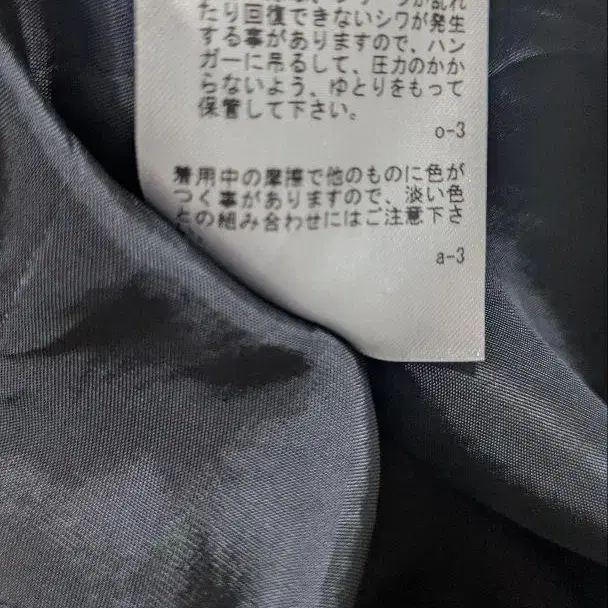 たり回復できないシワが発生
する事がありますので、ハン
ガーに吊るして、圧力のかか
らないよう、ゆとりをもって
保管して下さい。
o-3
着用中の摩擦で他のものに色が
つく事がありますので、淡い色
との組み合わせにはご注意下さ
a-3